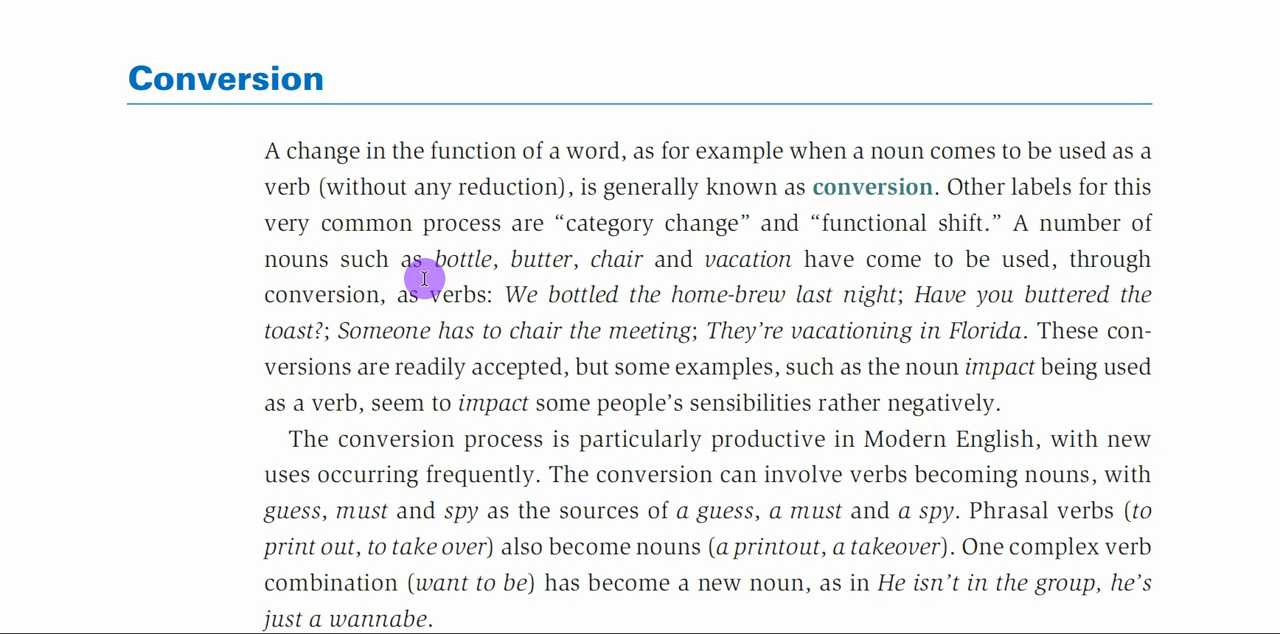 Conversion
A change in the function of a word, as for example when a noun comes to be used as a
verb (without any reduction), is generally known as conversion. Other labels for this
very common process are “category change” and “functional shift.” A number of
nouns such as bottle, butter, chair and vacation have come to be used, through
conversion, as verbs: We bottled the home-brew last night; Have you buttered the
toast?; Someone has to chair the meeting; They’re vacationing in Florida. These con-
versions are readily accepted, but some examples, such as the noun impact being used
as a verb, seem to impact some people’s sensibilities rather negatively.
The conversion process is particularly productive in Modern English, with new
uses occurring frequently. The conversion can involve verbs becoming nouns, with
guess, must and spy as the sources of a guess, a must and a spy. Phrasal verbs (to
print out, to take over) also become nouns (a printout, a takeover). One complex verb
combination (want to be) has become a new noun, as in He isn’t in the group, he’s
just a wannabe.